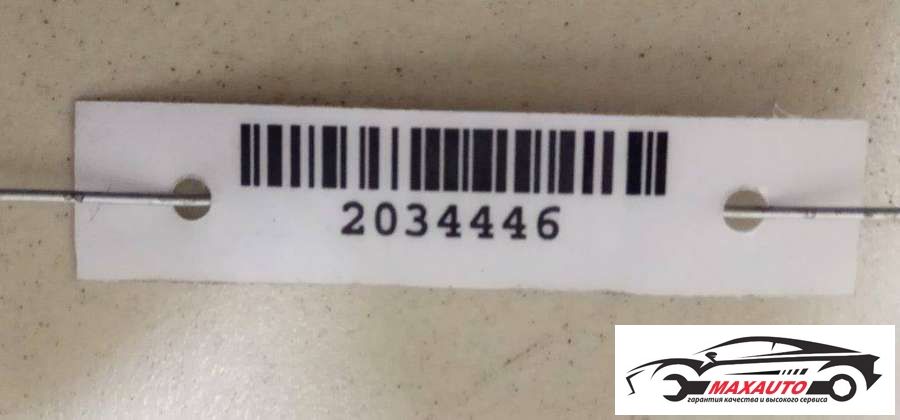 2034446
MAXAUTO
гарантия качества и высокого сервиса